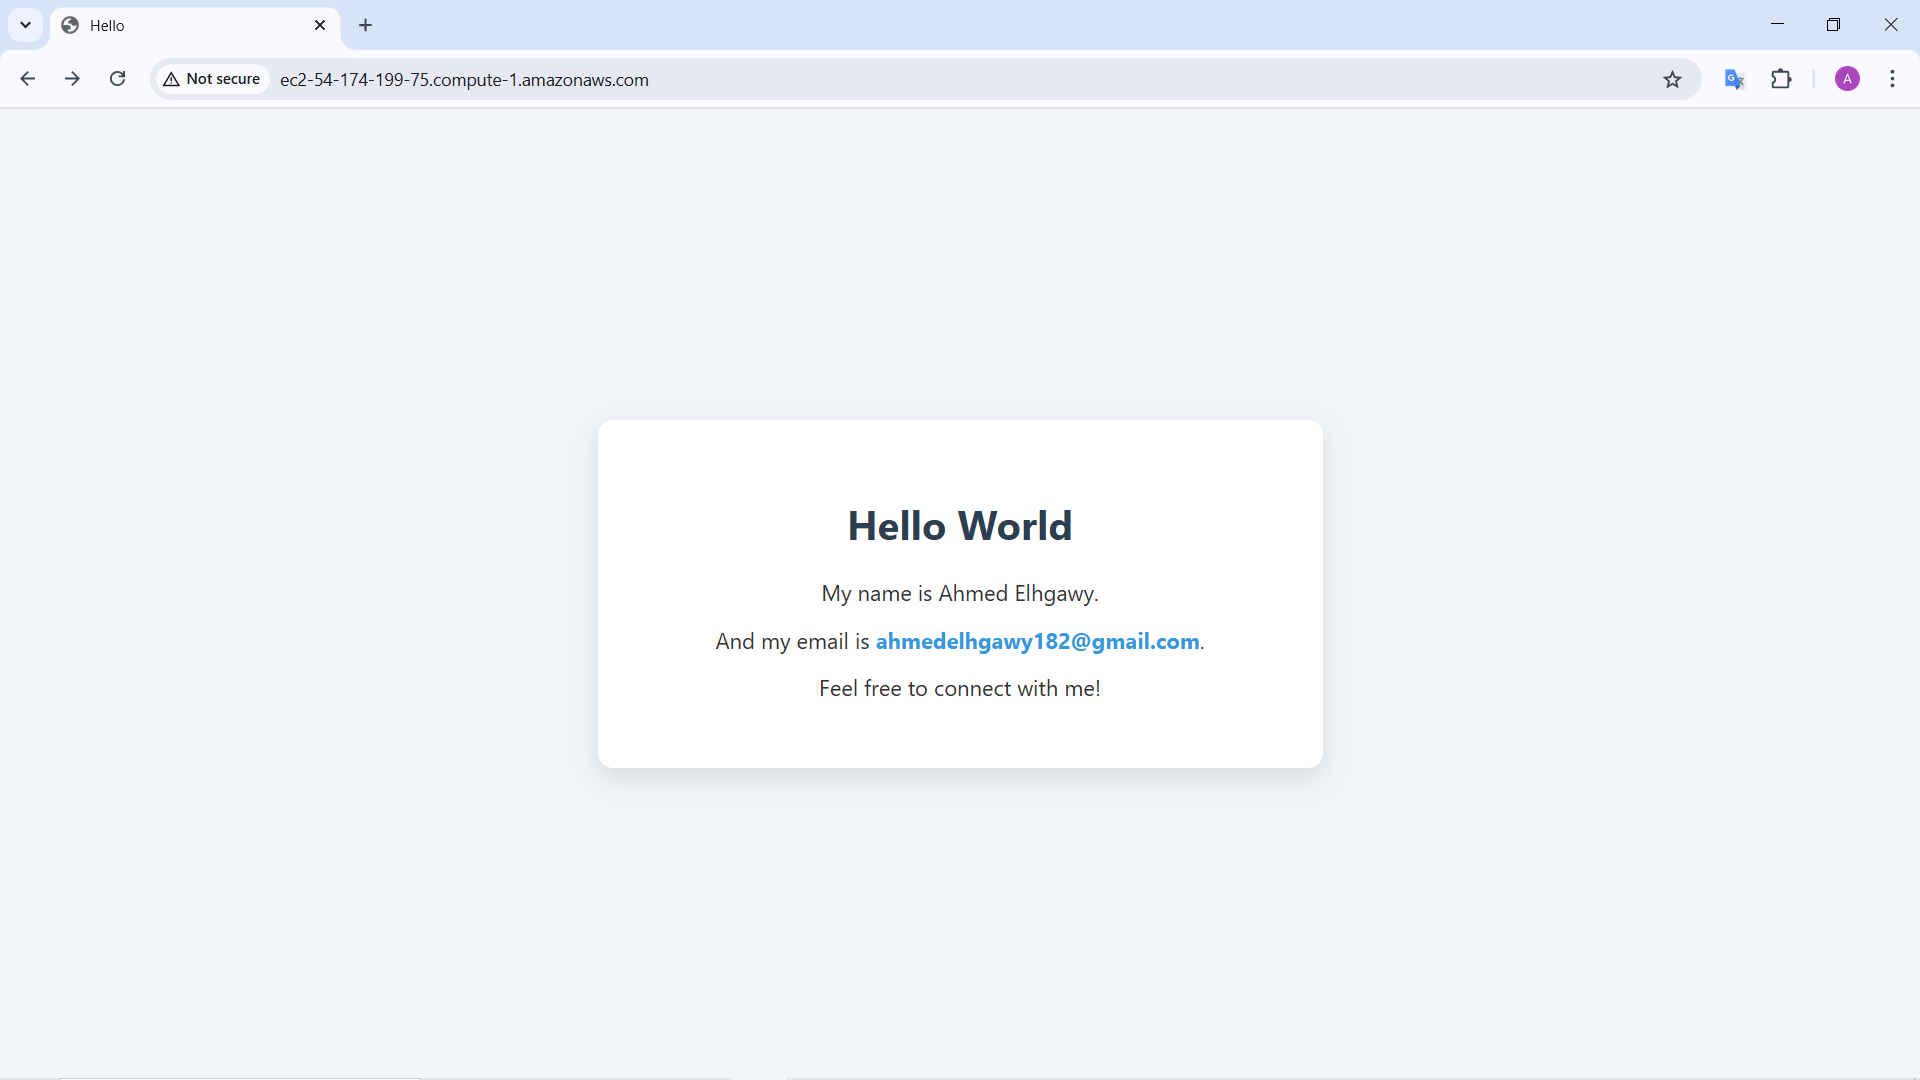 Hello
Not secure
ec2-54-174-199-75.compute-1.amazonaws.com
A
Hello World
My name is Ahmed Elhgawy.
And my email is ahmedelhgawy182@gmail.com.
Feel free to connect with me!